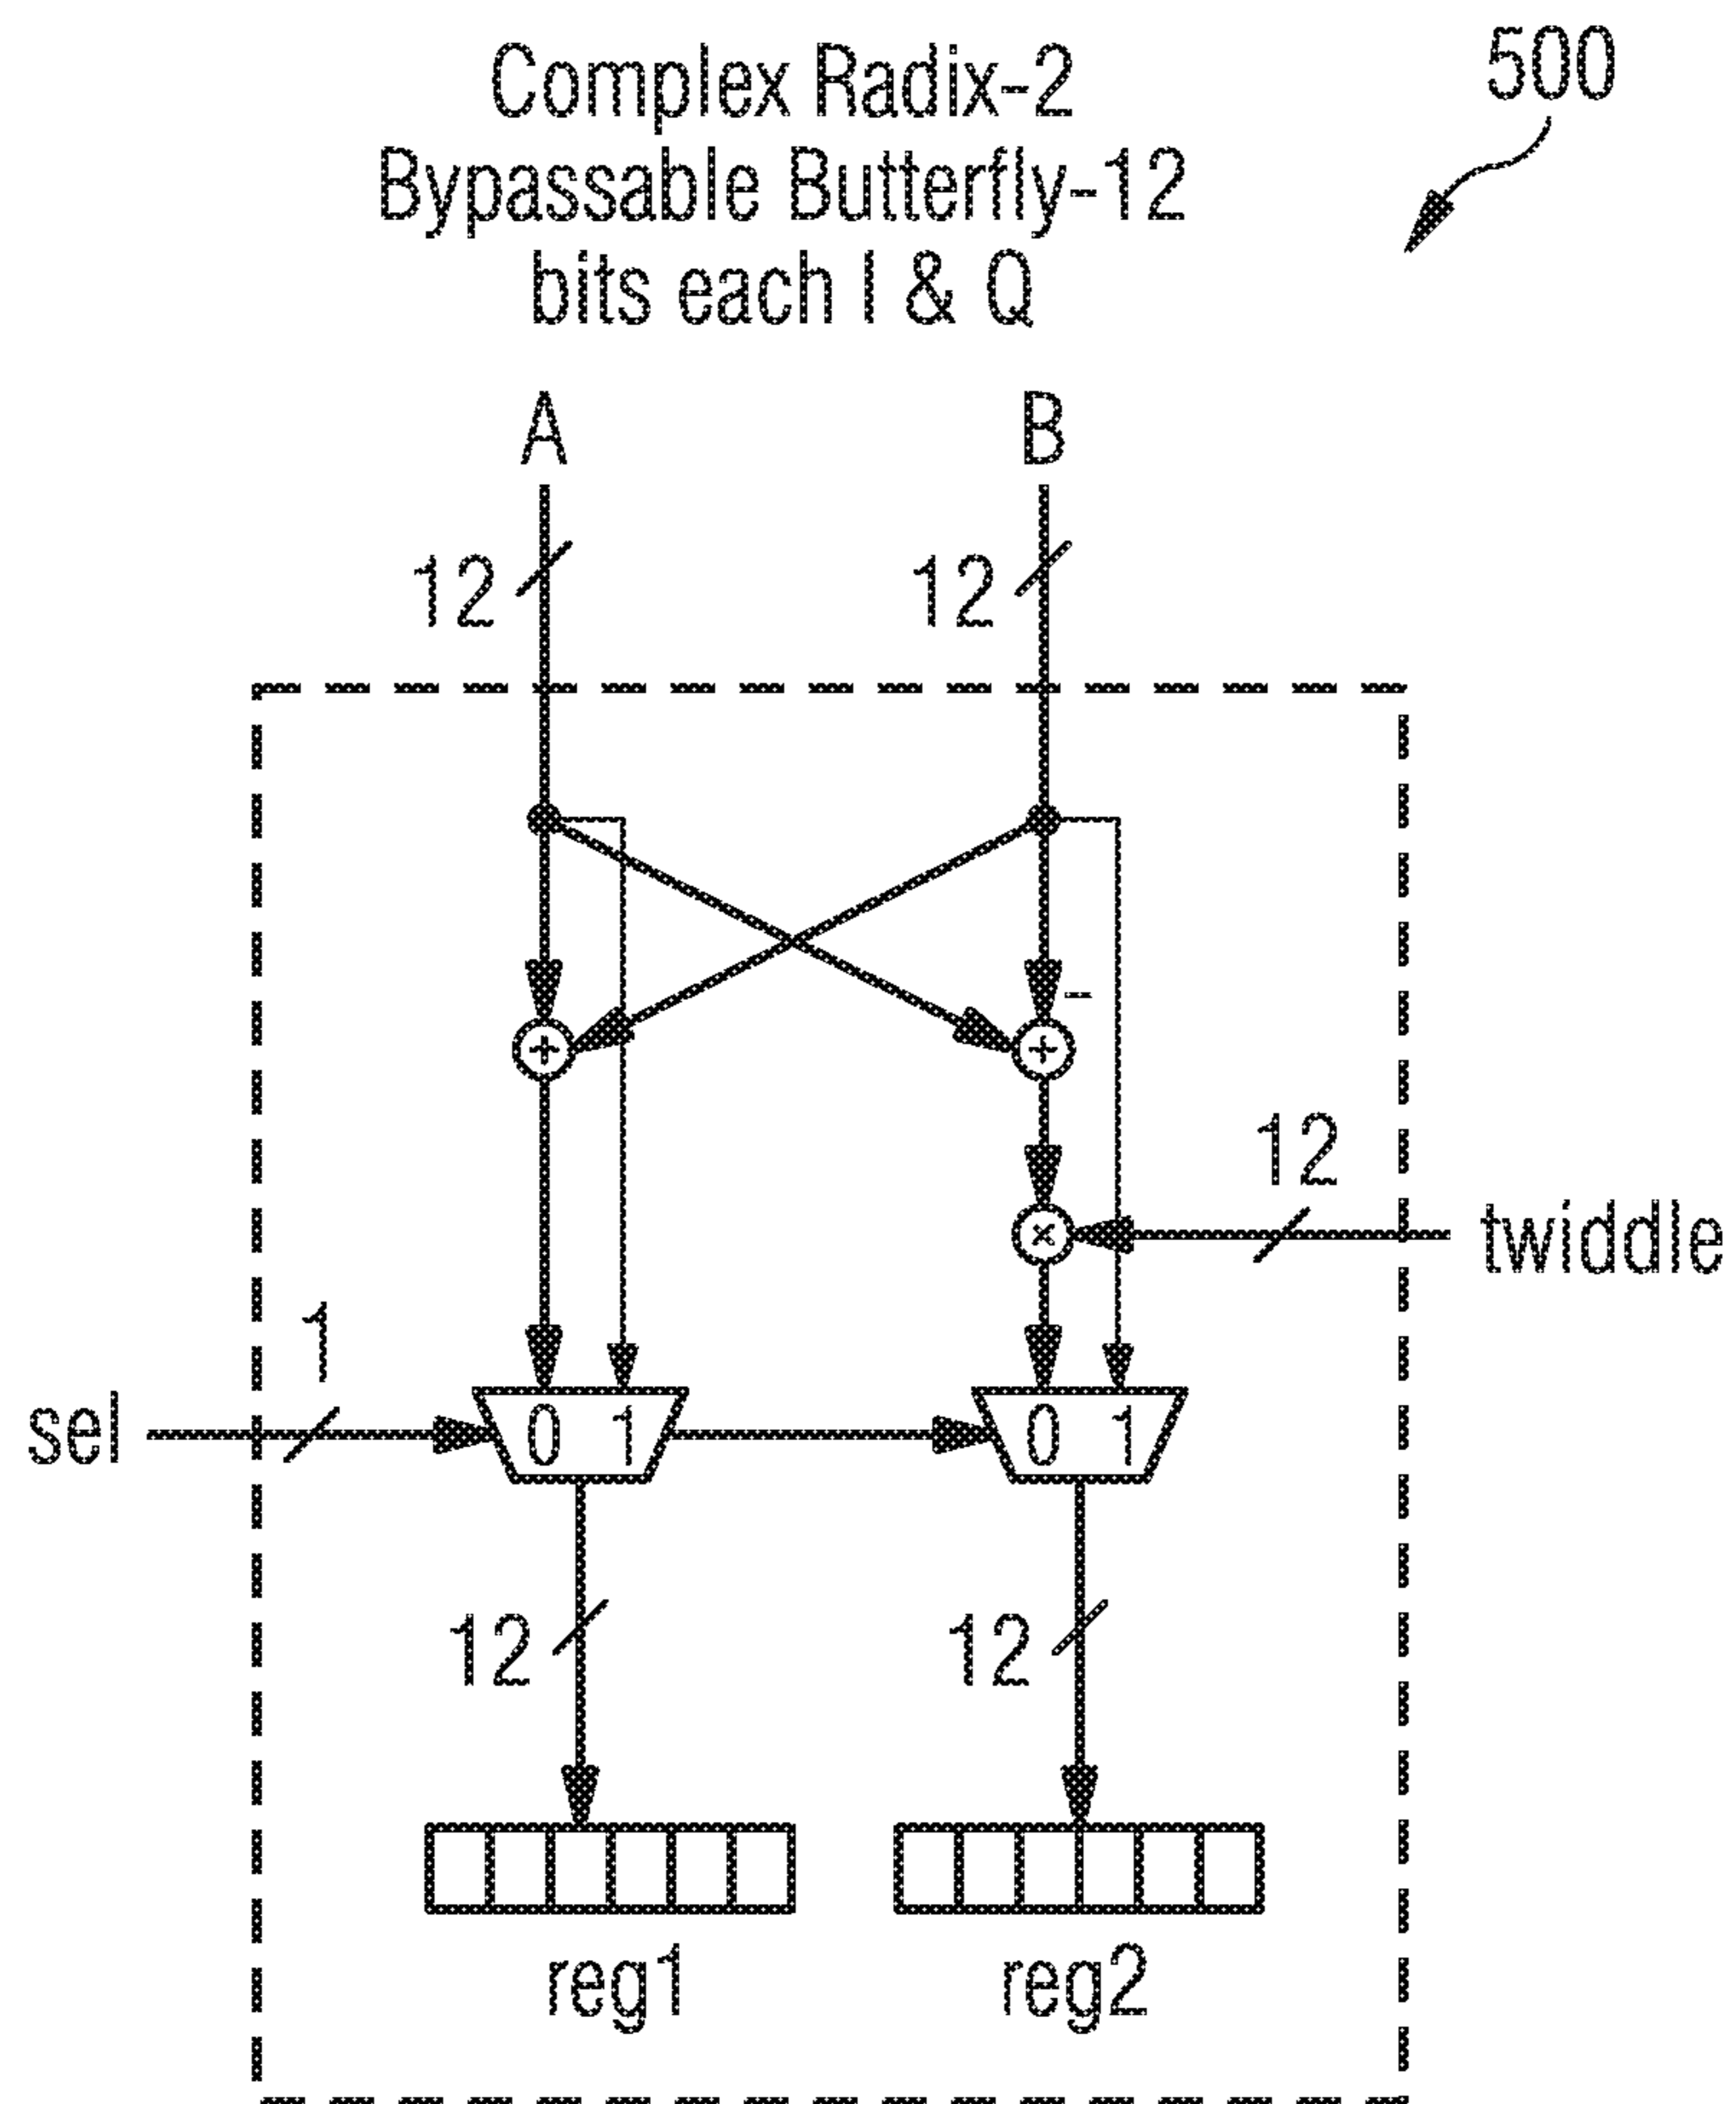 500
Complex Radix-2
Bypassable Butterfly-12
bits each I & Q
A B
12 12
-
+ +
12
× twiddle
1
sel 0 1 0 1
12 12
reg1 reg2